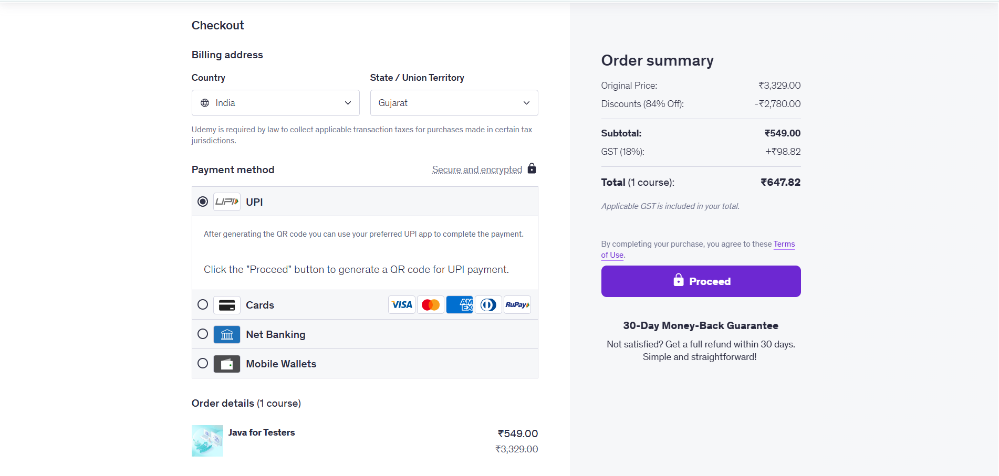 Checkout
Billing address
Country
State / Union Territory
India
Gujarat
Udemy is required by law to collect applicable transaction taxes for purchases made in certain tax
jurisdictions.
Payment method
Secure and encrypted
UPI UPI
After generating the QR code you can use your preferred UPI app to complete the payment.
Click the "Proceed" button to generate a QR code for UPI payment.
Cards
VISA
AM
EX
RuPay
Net Banking
Mobile Wallets
Order details (1 course)
Java for Testers
₹549.00
₹3,329.00
Order summary
Original Price: ₹3,329.00
Discounts (84% Off): -₹2,780.00
Subtotal: ₹549.00
GST (18%): +₹98.82
Total (1 course): ₹647.82
Applicable GST is included in your total.
By completing your purchase, you agree to these Terms
of Use.
Proceed
30-Day Money-Back Guarantee
Not satisfied? Get a full refund within 30 days.
Simple and straightforward!